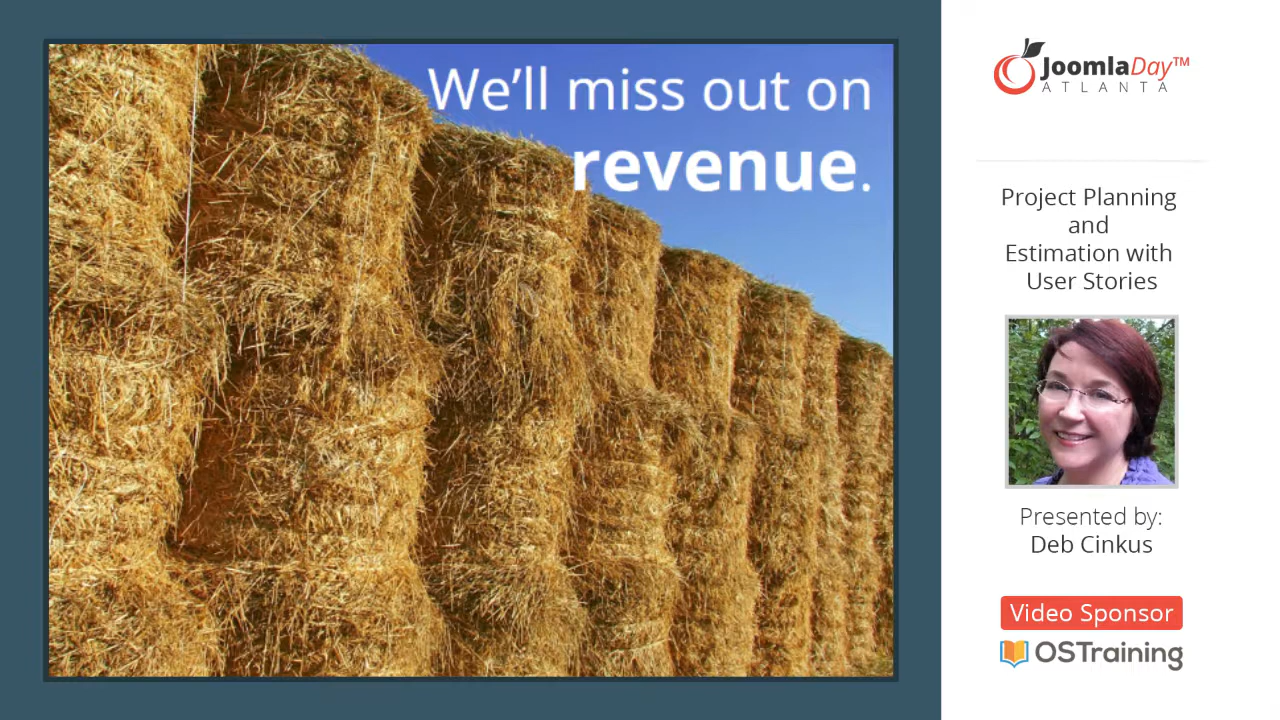 We’ll miss out on
revenue.
JoomlaDay™
ATLANTA
Project Planning
and
Estimation with
User Stories
Presented by:
Deb Cinkus
Video Sponsor
OSTraining